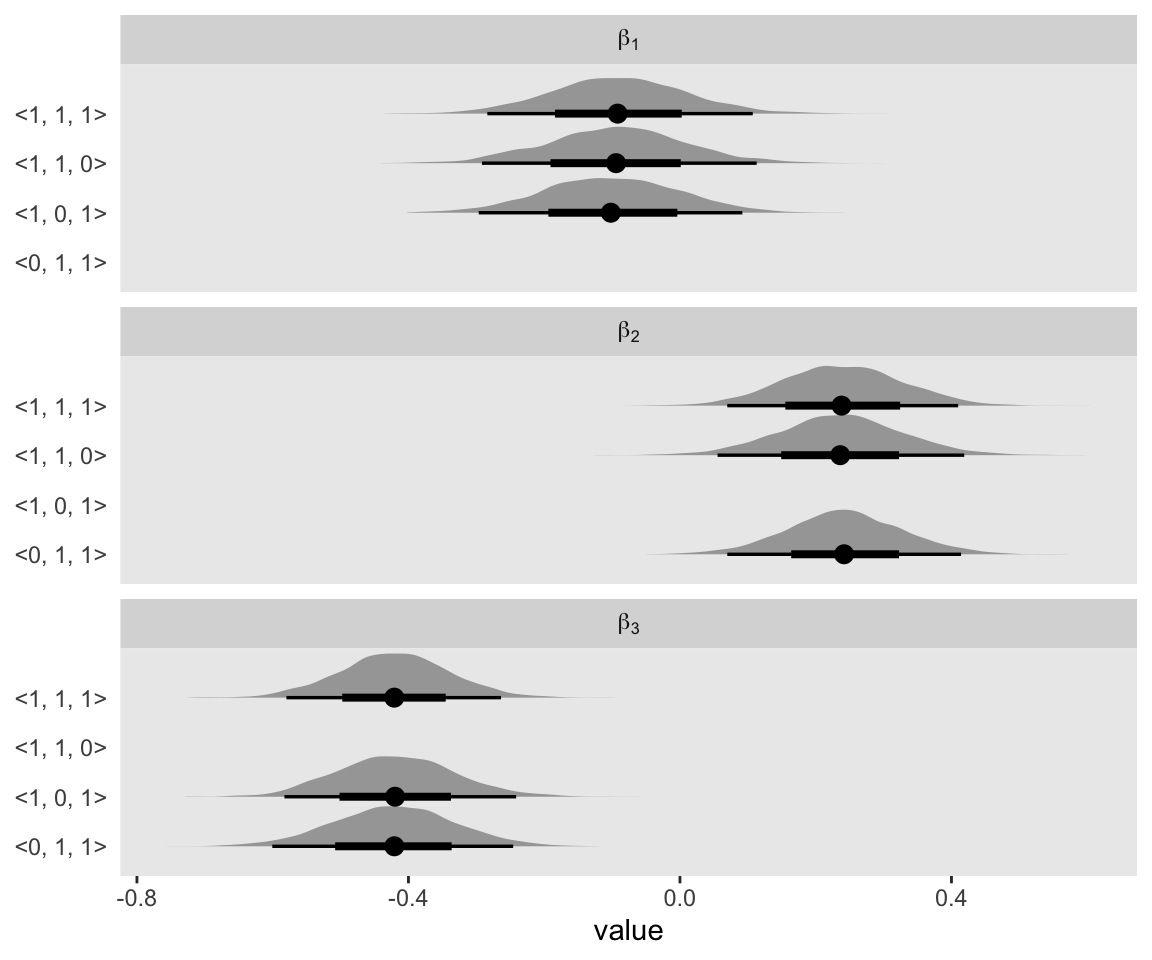 β₁
<1, 1, 1>
<1, 1, 0>
<1, 0, 1>
<0, 1, 1>
β₂
<1, 1, 1>
<1, 1, 0>
<1, 0, 1>
<0, 1, 1>
β₃
<1, 1, 1>
<1, 1, 0>
<1, 0, 1>
<0, 1, 1>
-0.8 -0.4 0.0 0.4
value